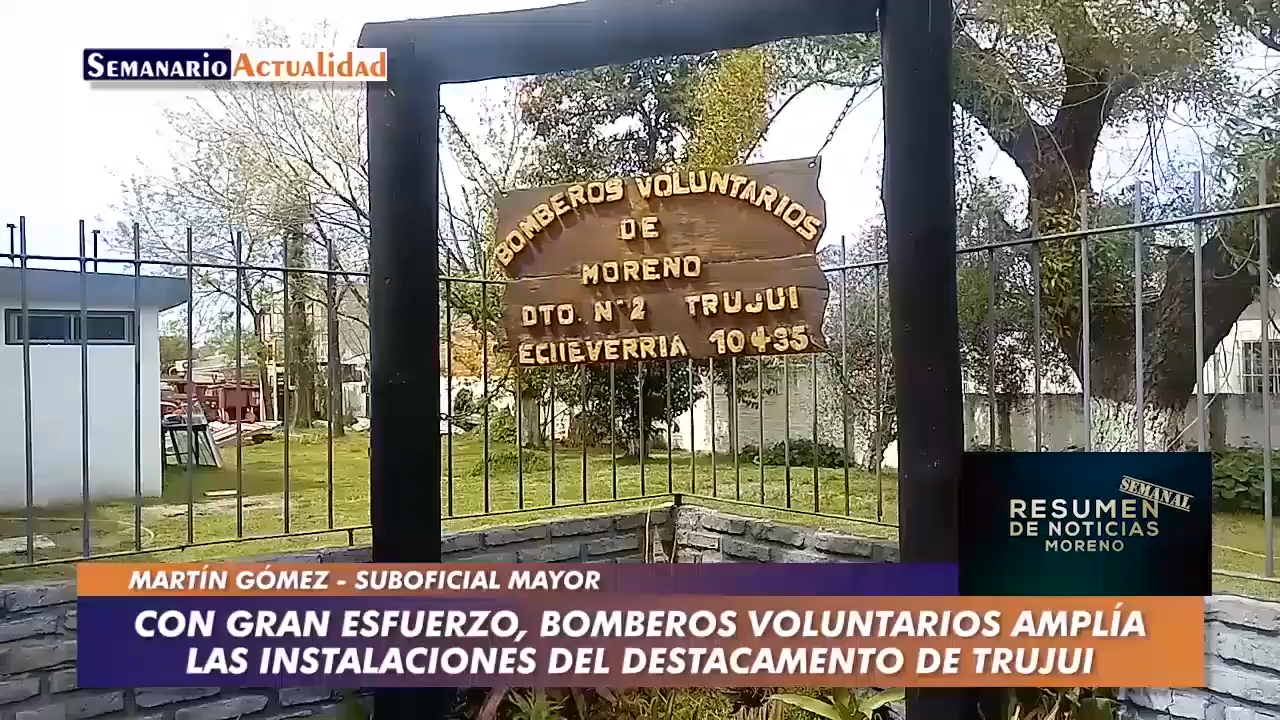 SEMANARIO ACTUALIDAD
BOMBEROS VOLUNTARIOS
DE
MORENO
DTO. N°2 TRUJUI
ECHEVERRIA 10435
SEMANAL
RESUMEN
DE NOTICIAS
MORENO
MARTÍN GÓMEZ - SUBOFICIAL MAYOR
CON GRAN ESFUERZO, BOMBEROS VOLUNTARIOS AMPLÍA
LAS INSTALACIONES DEL DESTACAMENTO DE TRUJUI